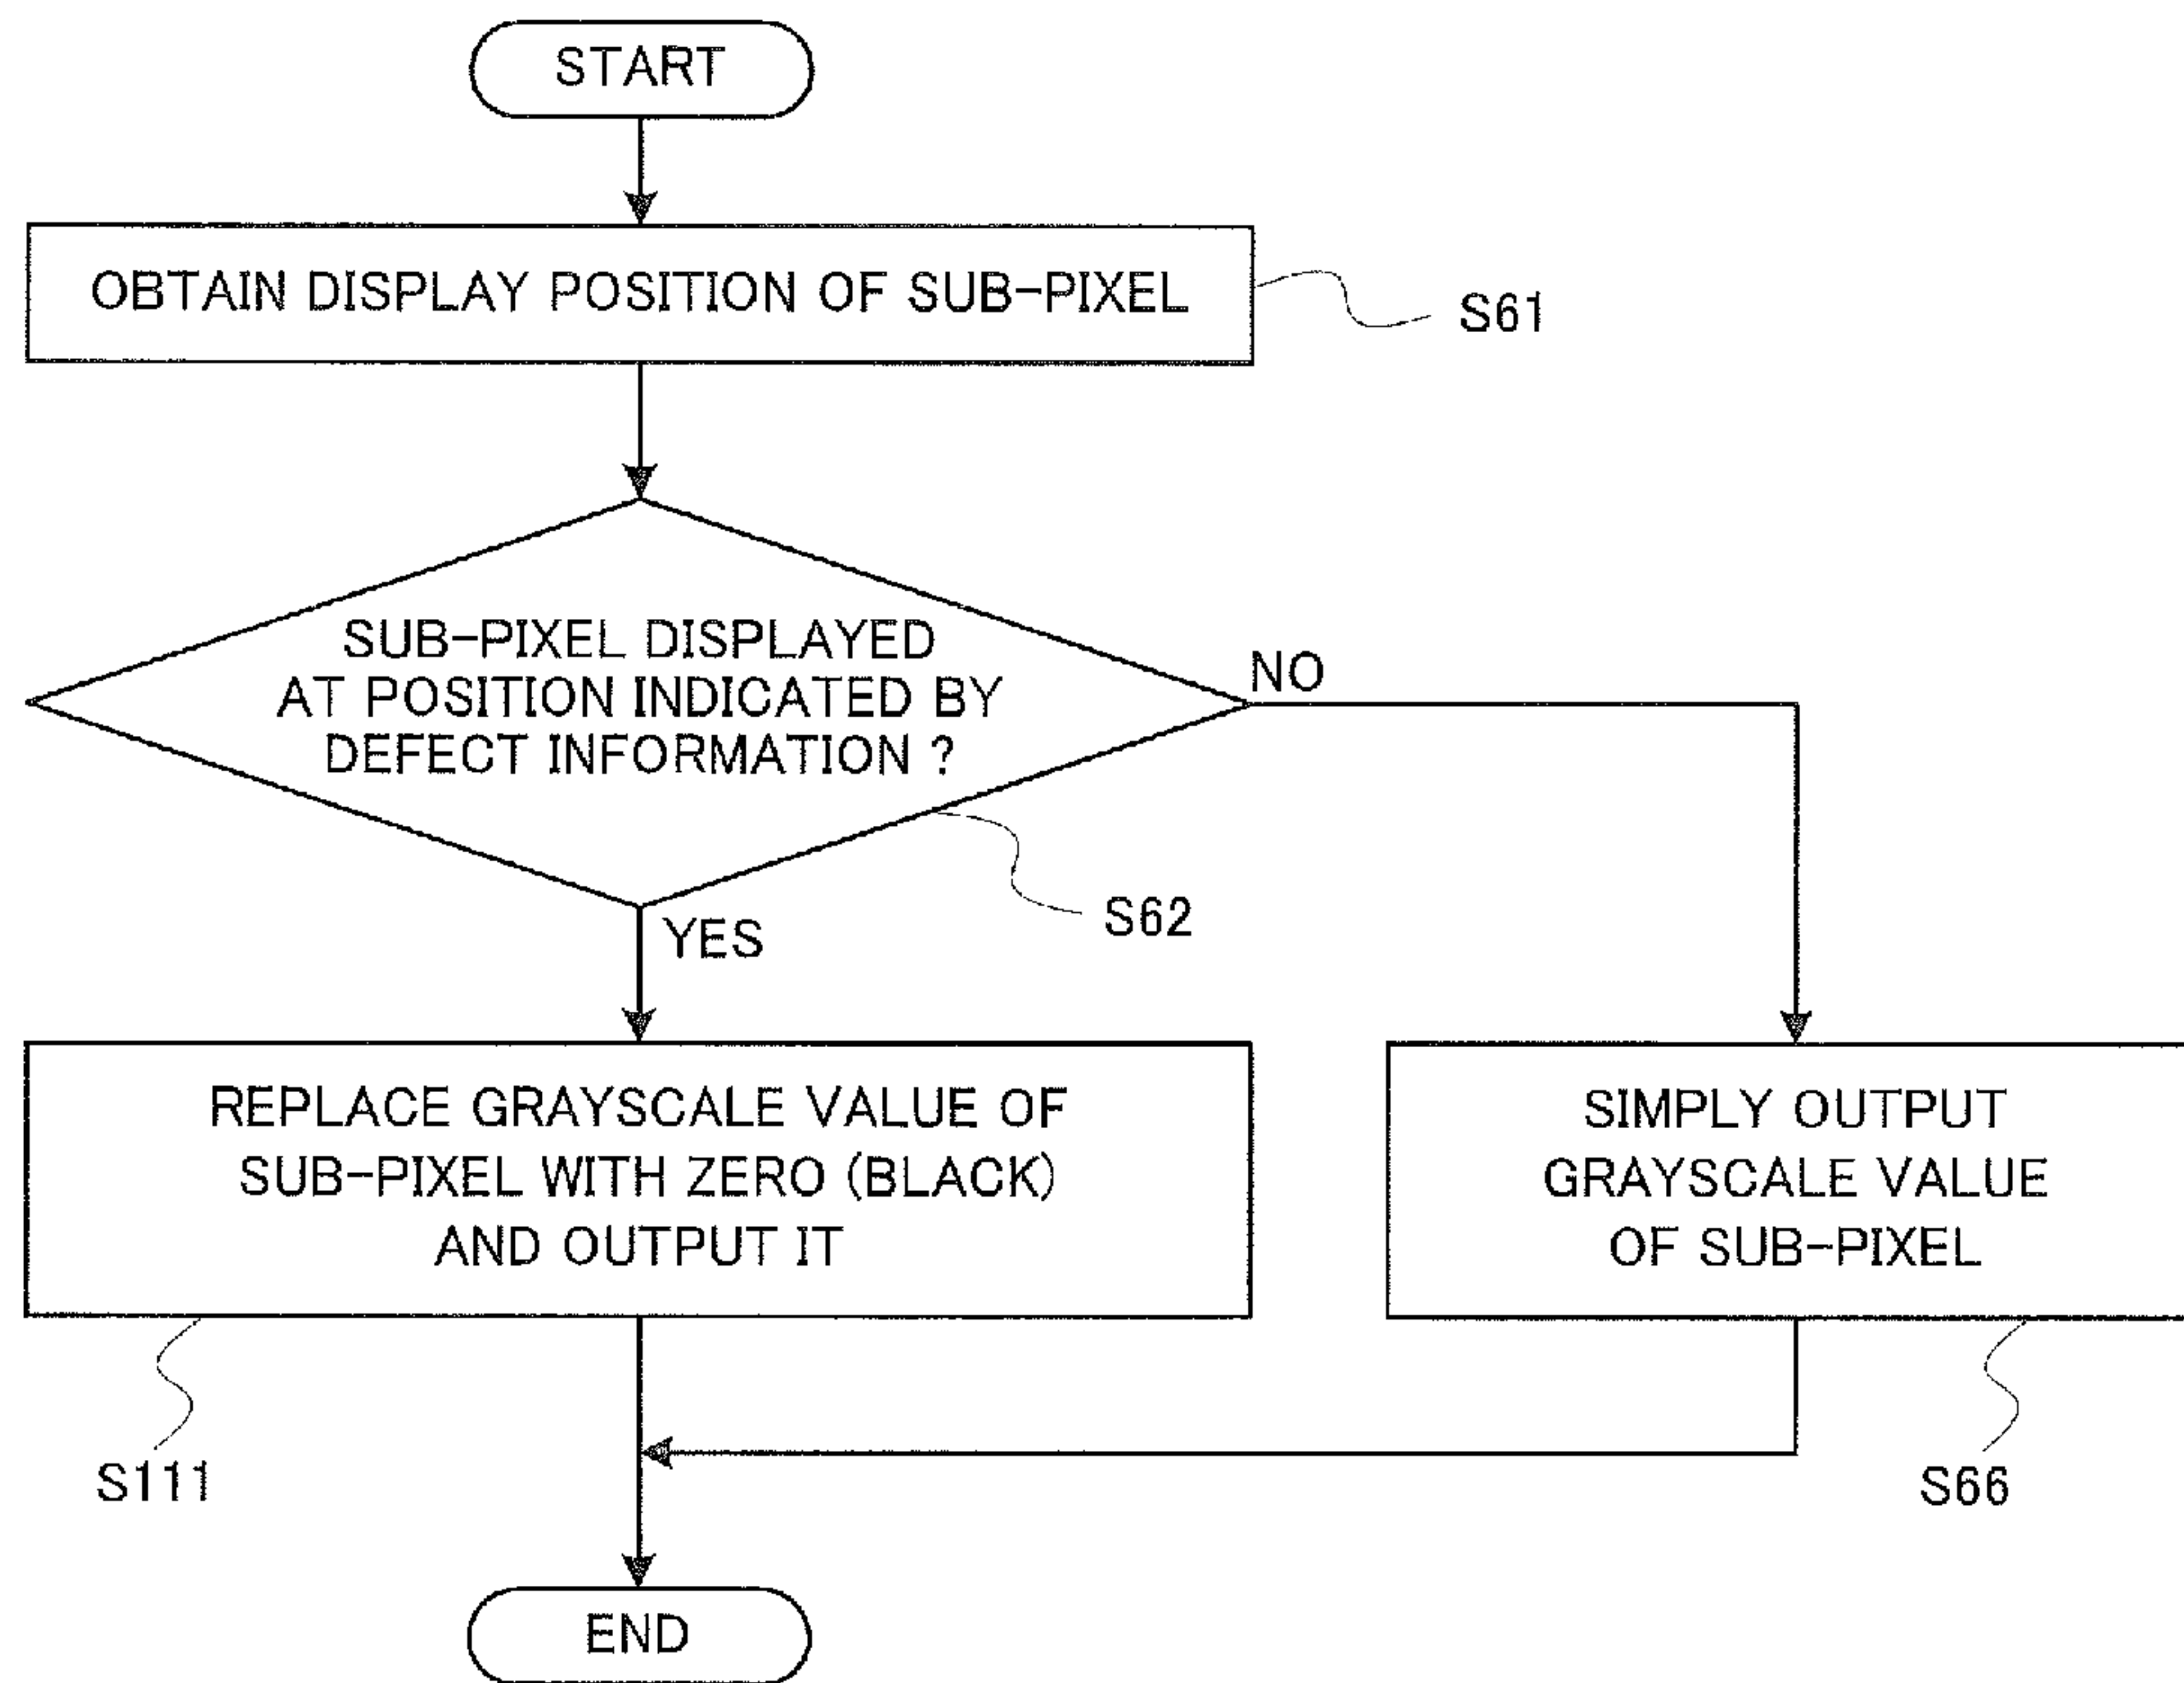 START
OBTAIN DISPLAY POSITION OF SUB-PIXEL
S61
SUB-PIXEL DISPLAYED
AT POSITION INDICATED BY
DEFECT INFORMATION ?
NO
S62
YES
REPLACE GRAYSCALE VALUE OF
SUB-PIXEL WITH ZERO (BLACK)
AND OUTPUT IT
SIMPLY OUTPUT
GRAYSCALE VALUE
OF SUB-PIXEL
S111
S66
END